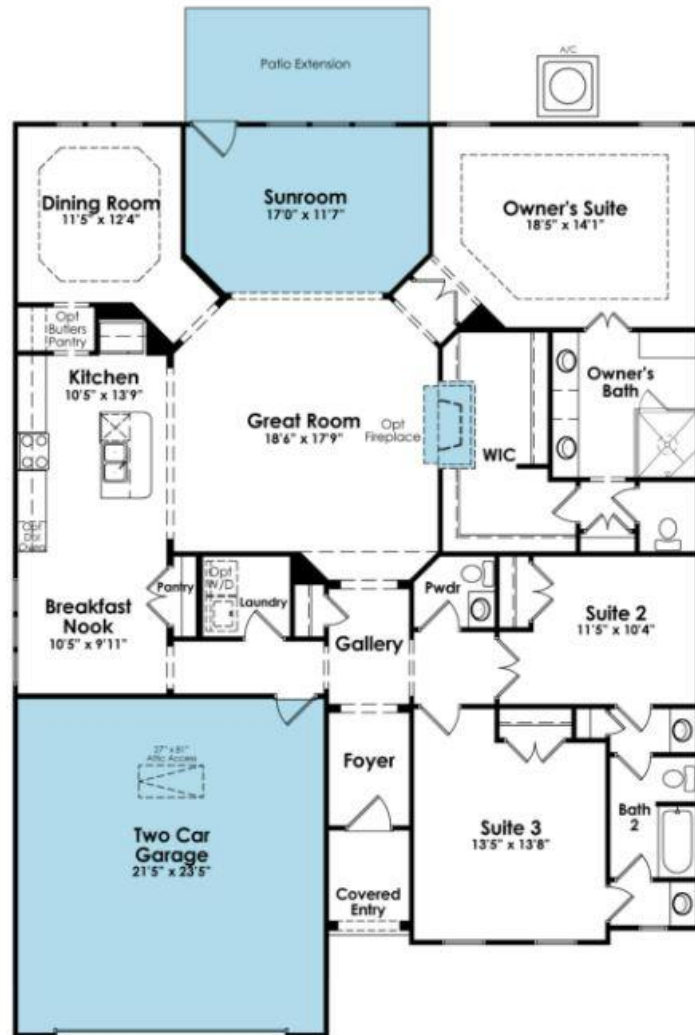 A/C
Patio Extension
Dining Room
11'5" x 12'4"
Sunroom
17'0" x 11'7"
Owner's Suite
18'5" x 14'1"
Opt
Butlers
Pantry
Kitchen
10'5" x 13'9"
Great Room
18'6" x 17'9"
Opt
Fireplace
WIC
Owner's
Bath
Opt
Dbl
Oven
Breakfast
Nook
10'5" x 9'11"
Pantry
Opt
W/D
Laundry
Gallery
Pwdr
Suite 2
11'5" x 10'4"
27" x 81"
Attic Access
Two Car
Garage
21'5" x 23'5"
Foyer
Covered
Entry
Suite 3
13'5" x 13'8"
Bath
2